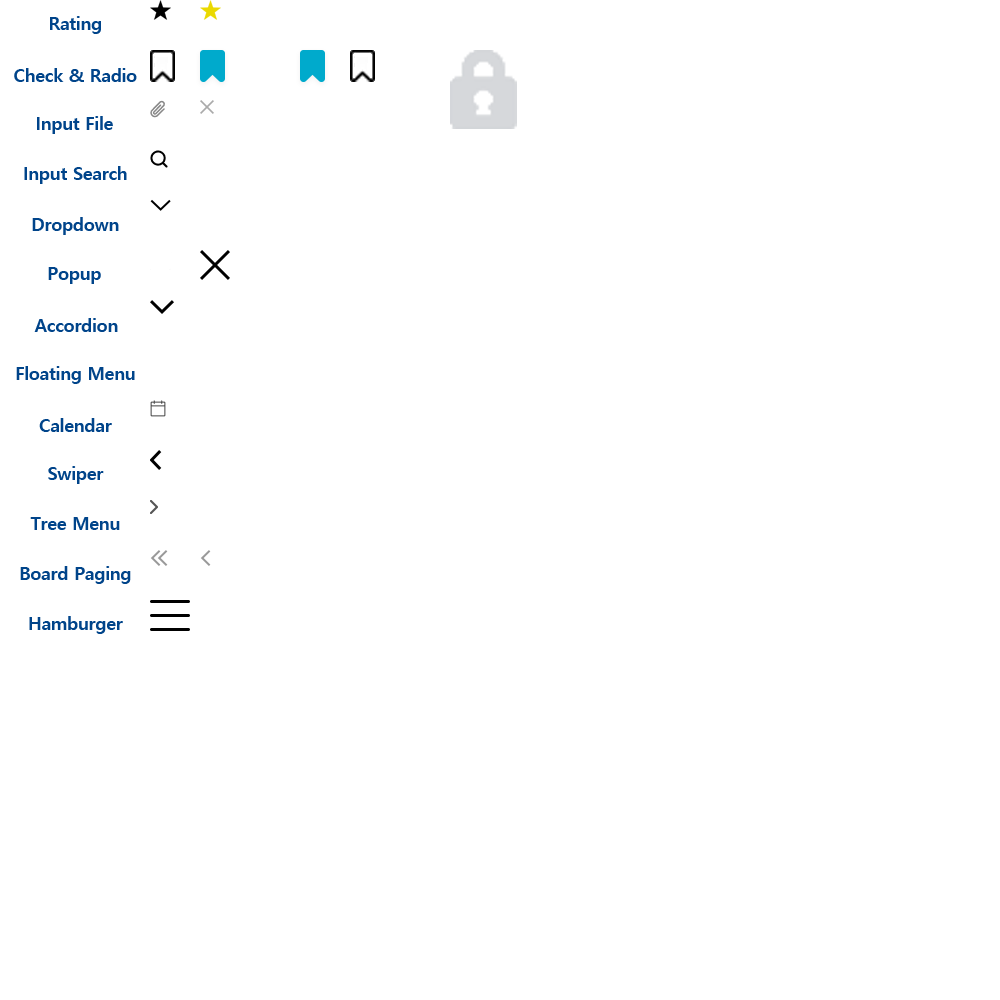 Rating
Check & Radio
Input File
Input Search
Dropdown
Popup
Accordion
Floating Menu
Calendar
Swiper
Tree Menu
Board Paging
Hamburger